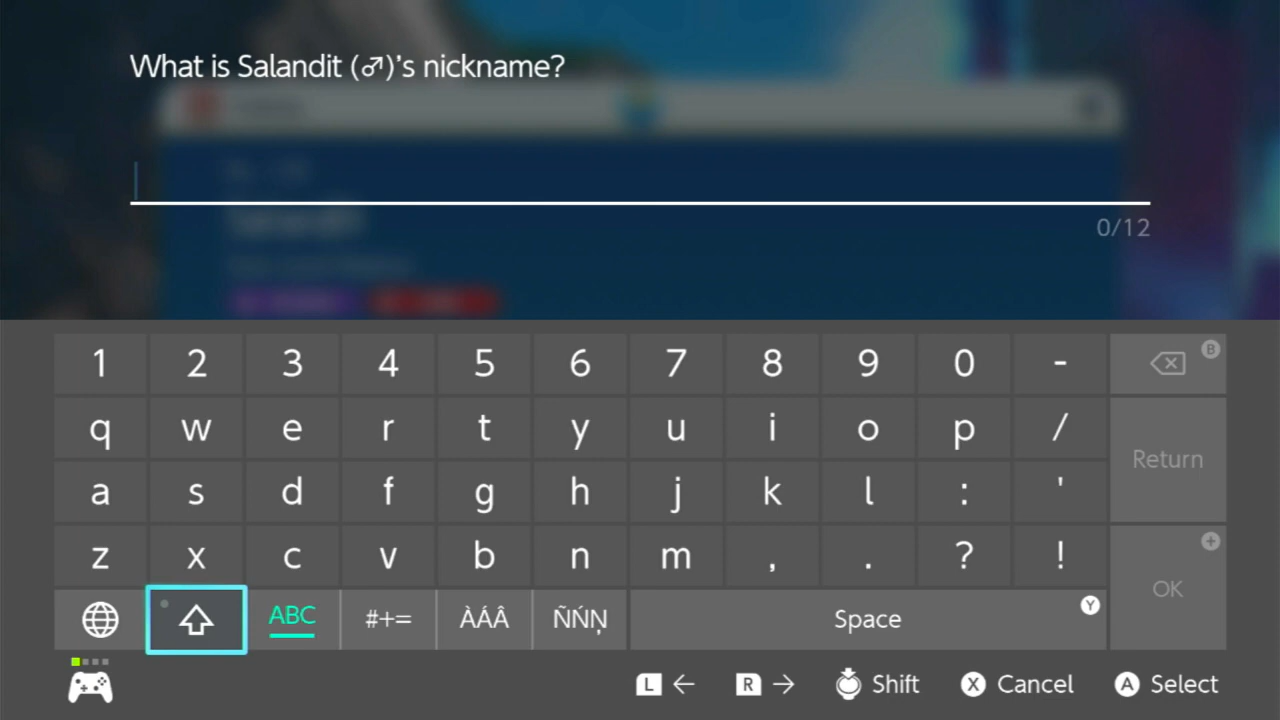 What is Salandit (♂)'s nickname?
0/12
1 2 3 4 5 6 7 8 9 0 - B
q w e r t y u i o p /
Return
a s d f g h j k l : '
z x c v b n m , . ? ! +
OK
ABC #+= ÀÁÂ ÑŃŅ Space Y
L ← R → Shift X Cancel A Select